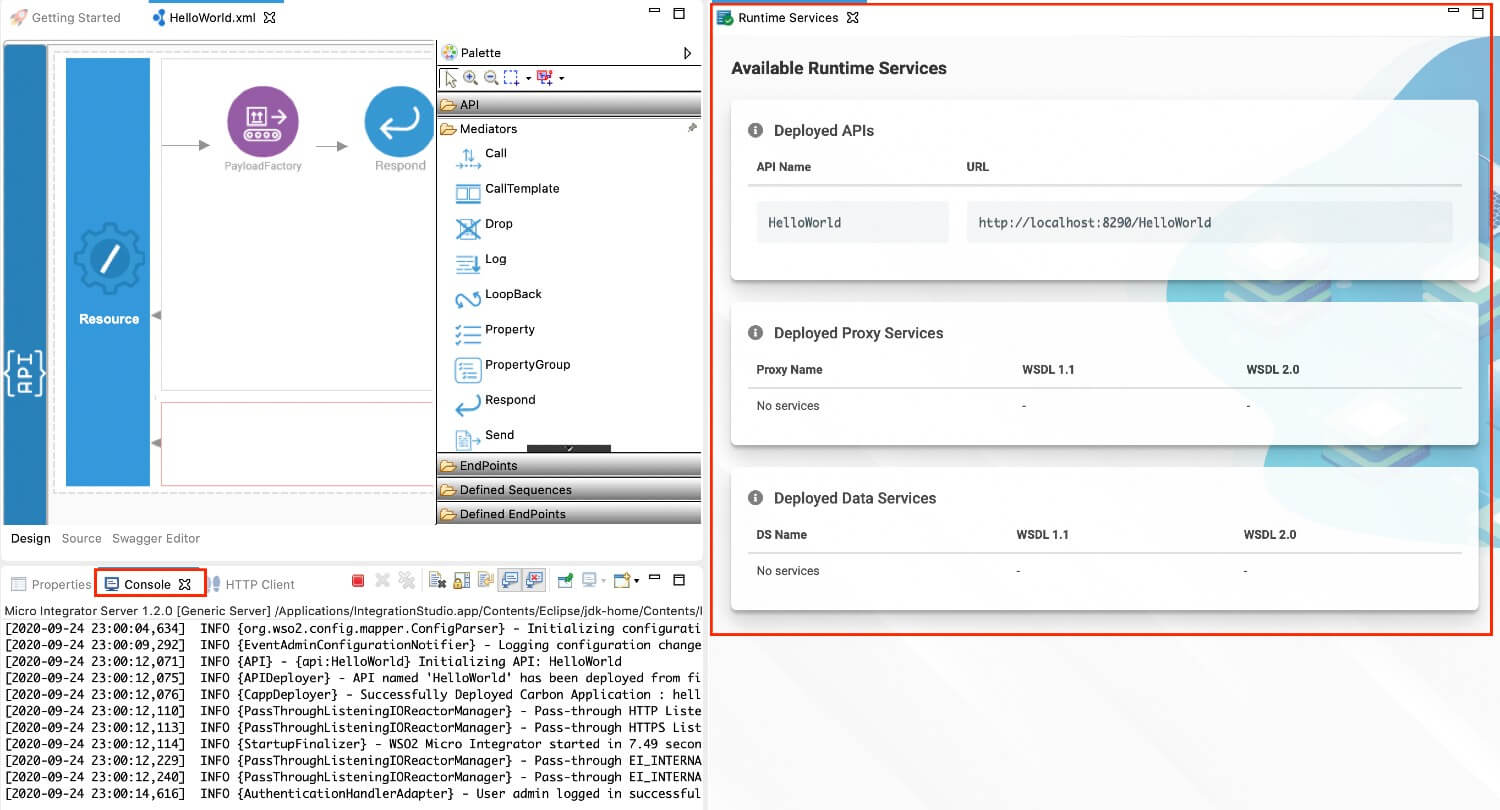 Getting Started
HelloWorld.xml
Palette
API
Mediators
Call
CallTemplate
Drop
Log
LoopBack
Property
PropertyGroup
Respond
Send
EndPoints
Defined Sequences
Defined EndPoints
PayloadFactory
Respond
Resource
{API}
Design Source Swagger Editor
Properties Console HTTP Client
Micro Integrator Server 1.2.0 [Generic Server] /Applications/IntegrationStudio.app/Contents/Eclipse/jdk-home/Contents/
[2020-09-24 23:00:04,634] INFO {org.wso2.config.mapper.ConfigParser} - Initializing configurati
[2020-09-24 23:00:09,292] INFO {EventAdminConfigurationNotifier} - Logging configuration change
[2020-09-24 23:00:12,071] INFO {API} - {api:HelloWorld} Initializing API: HelloWorld
[2020-09-24 23:00:12,075] INFO {APIDeployer} - API named 'HelloWorld' has been deployed from fi
[2020-09-24 23:00:12,076] INFO {CappDeployer} - Successfully Deployed Carbon Application : hell
[2020-09-24 23:00:12,110] INFO {PassThroughListeningIOReactorManager} - Pass-through HTTP Liste
[2020-09-24 23:00:12,113] INFO {PassThroughListeningIOReactorManager} - Pass-through HTTPS List
[2020-09-24 23:00:12,114] INFO {StartupFinalizer} - WSO2 Micro Integrator started in 7.49 secon
[2020-09-24 23:00:12,229] INFO {PassThroughListeningIOReactorManager} - Pass-through EI_INTERNA
[2020-09-24 23:00:12,240] INFO {PassThroughListeningIOReactorManager} - Pass-through EI_INTERNA
[2020-09-24 23:00:14,616] INFO {AuthenticationHandlerAdapter} - User admin logged in successful
Runtime Services
Available Runtime Services
Deployed APIs
API Name URL
HelloWorld http://localhost:8290/HelloWorld
Deployed Proxy Services
Proxy Name WSDL 1.1 WSDL 2.0
No services - -
Deployed Data Services
DS Name WSDL 1.1 WSDL 2.0
No services - -